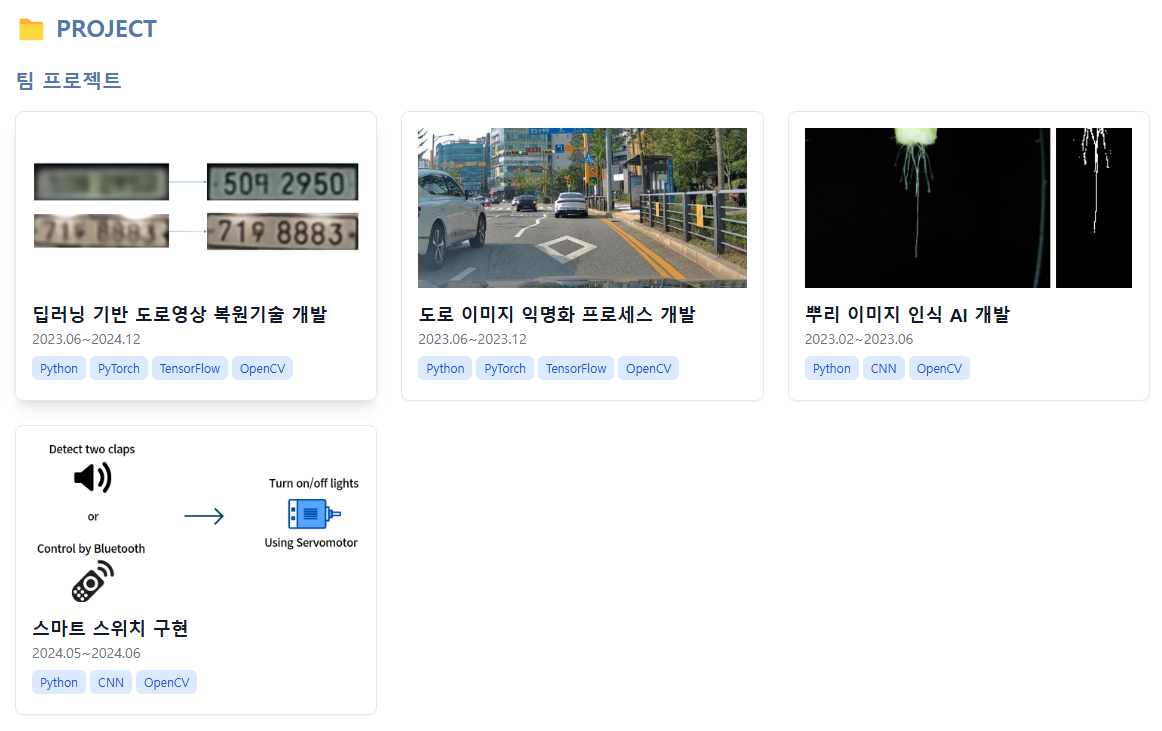 PROJECT
팀 프로젝트
509 2950
719 8883
719 8883
딥러닝 기반 도로영상 복원기술 개발
2023.06~2024.12
Python PyTorch TensorFlow OpenCV
도로 이미지 익명화 프로세스 개발
2023.06~2023.12
Python PyTorch TensorFlow OpenCV
뿌리 이미지 인식 AI 개발
2023.02~2023.06
Python CNN OpenCV
Detect two claps
or
Control by Bluetooth
Turn on/off lights
Using Servomotor
스마트 스위치 구현
2024.05~2024.06
Python CNN OpenCV